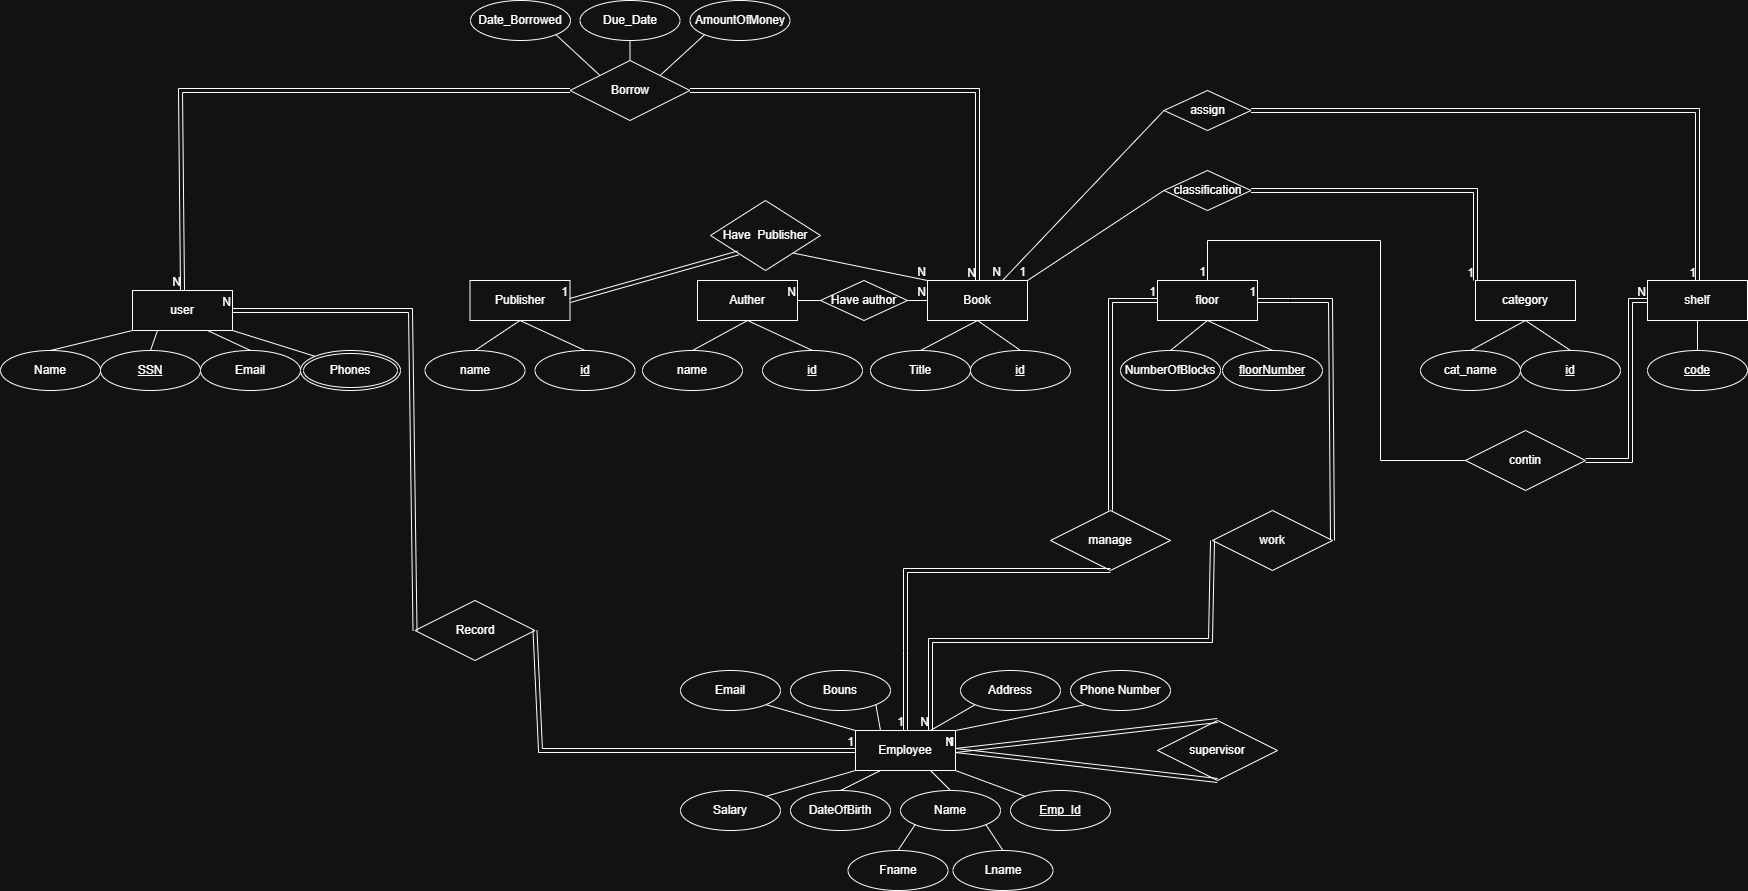 Date_Borrowed
Due_Date
AmountOfMoney
Borrow
assign
classification
Have Publisher
N
N
1
N
N
N
N
1
1
1
1
N
Publisher
1
Auther
N
Have author
N
Book
1
floor
1
category
N
shelf
user
Name
SSN
Email
Phones
name
id
name
id
Title
id
NumberOfBlocks
floorNumber
cat_name
id
code
contin
manage
work
Record
Email
Bouns
Address
Phone Number
1
N
1
Employee
N
1
supervisor
Salary
DateOfBirth
Name
Emp_Id
Fname
Lname